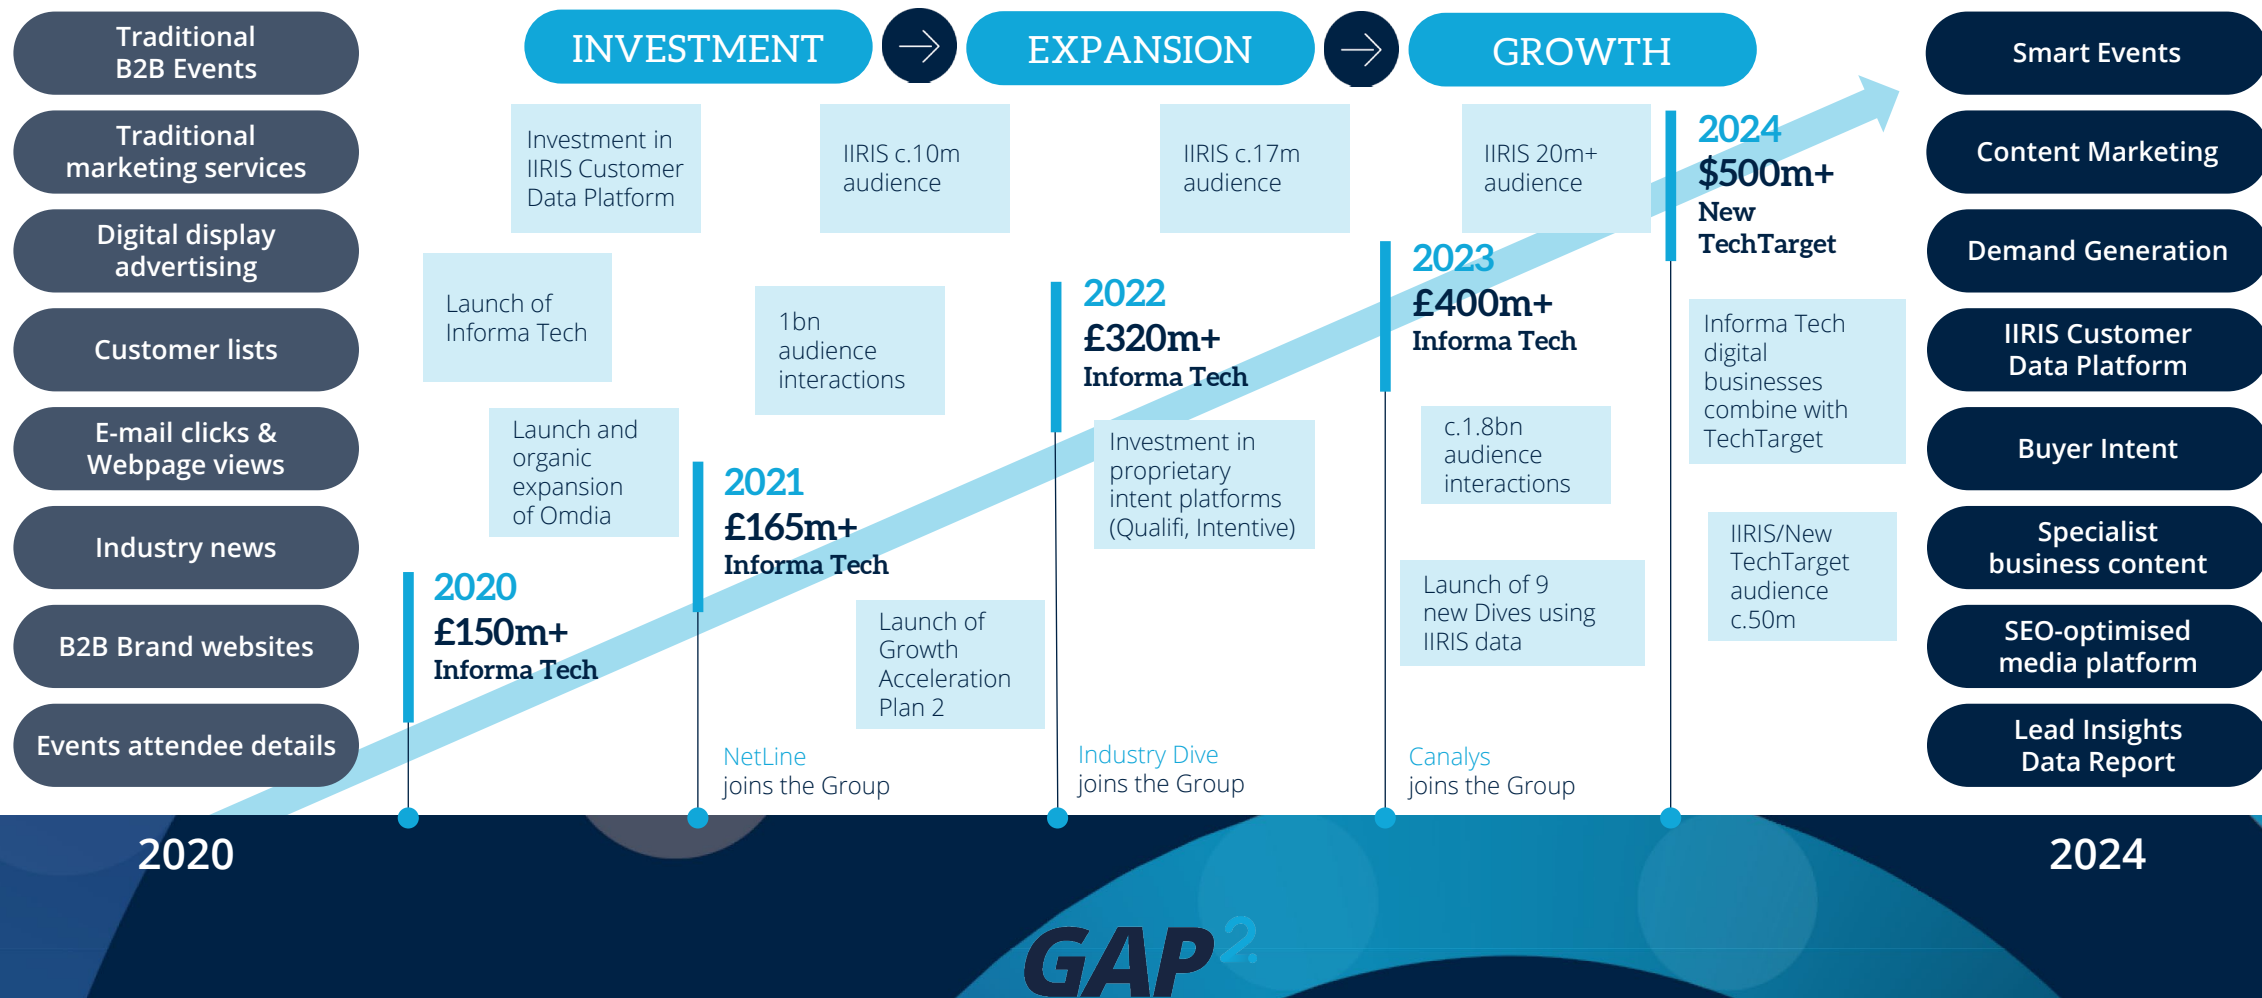 Traditional
B2B Events
Traditional
marketing services
Digital display
advertising
Customer lists
E-mail clicks &
Webpage views
Industry news
B2B Brand websites
Events attendee details
INVESTMENT
EXPANSION
GROWTH
Investment in
IIRIS Customer
Data Platform
IIRIS c.10m
audience
IIRIS c.17m
audience
IIRIS 20m+
audience
Launch of
Informa Tech
1bn
audience
interactions
Launch and
organic
expansion
of Omdia
2020
£150m+
Informa Tech
2021
£165m+
Informa Tech
Launch of
Growth
Acceleration
Plan 2
NetLine
joins the Group
2022
£320m+
Informa Tech
Investment in
proprietary
intent platforms
(Qualifi, Intentive)
Industry Dive
joins the Group
2023
£400m+
Informa Tech
c.1.8bn
audience
interactions
Launch of 9
new Dives using
IIRIS data
Canalys
joins the Group
2024
$500m+
New
TechTarget
Informa Tech
digital
businesses
combine with
TechTarget
IIRIS/New
TechTarget
audience
c.50m
Smart Events
Content Marketing
Demand Generation
IIRIS Customer
Data Platform
Buyer Intent
Specialist
business content
SEO-optimised
media platform
Lead Insights
Data Report
2020
2024
GAP2.